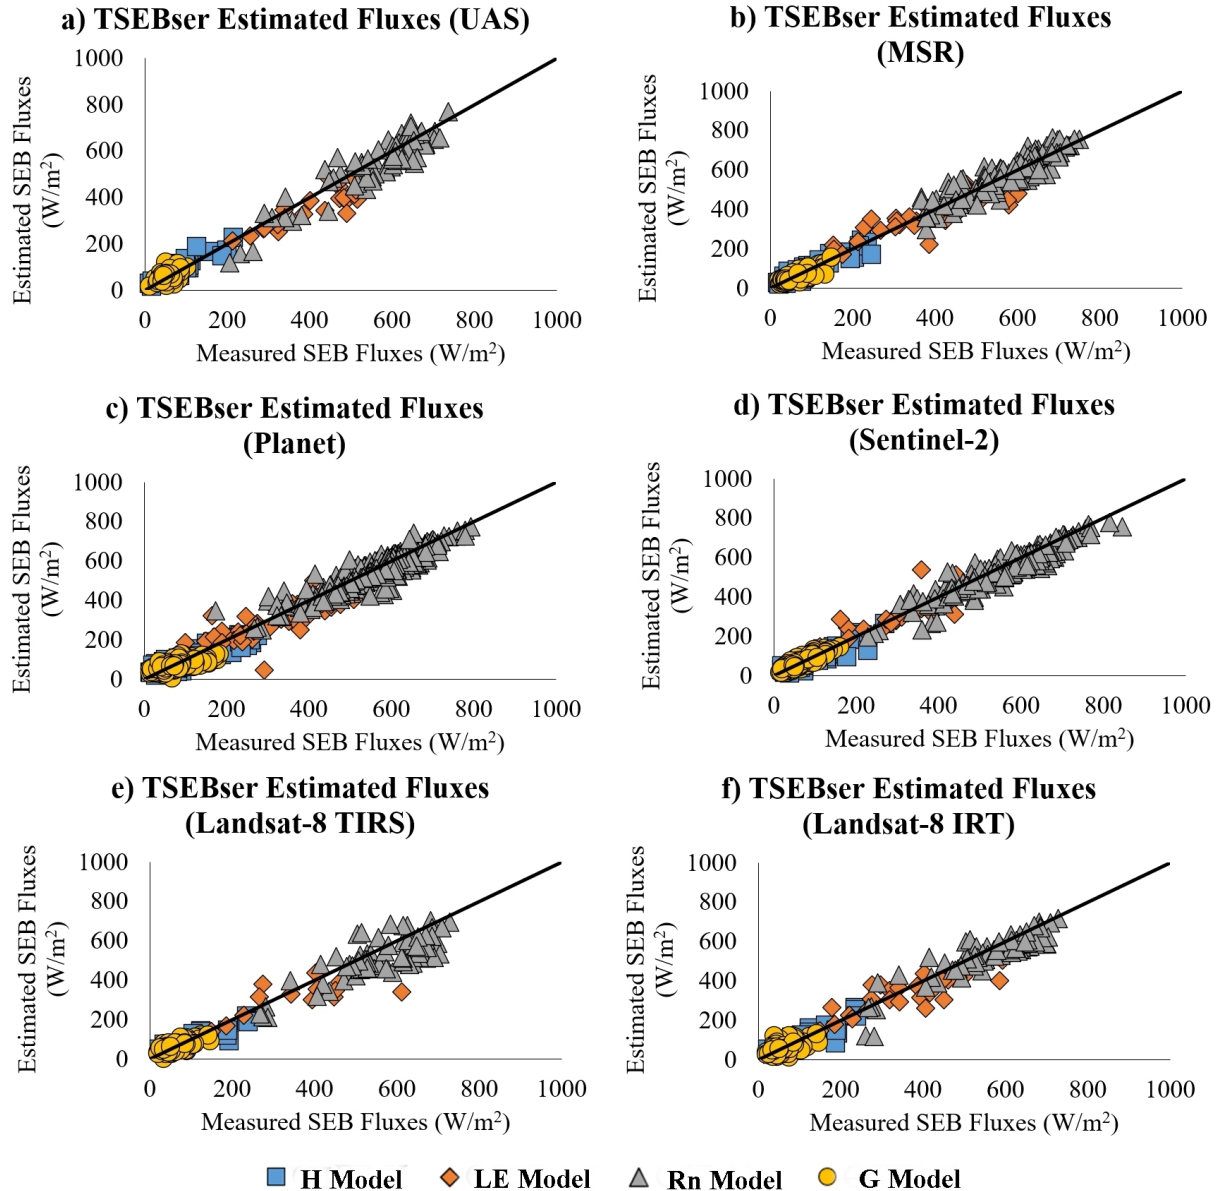 a) TSEBser Estimated Fluxes (UAS)
Estimated SEB Fluxes
(W/m²)
1000
800
600
400
200
0
0 200 400 600 800 1000
Measured SEB Fluxes (W/m²)
b) TSEBser Estimated Fluxes
(MSR)
Estimated SEB Fluxes
(W/m²)
1000
800
600
400
200
0
0 200 400 600 800 1000
Measured SEB Fluxes (W/m²)
c) TSEBser Estimated Fluxes
(Planet)
Estimated SEB Fluxes
(W/m²)
1000
800
600
400
200
0
0 200 400 600 800 1000
Measured SEB Fluxes (W/m²)
d) TSEBser Estimated Fluxes
(Sentinel-2)
Estimated SEB Fluxes
(W/m²)
1000
800
600
400
200
0
0 200 400 600 800 1000
Measured SEB Fluxes (W/m²)
e) TSEBser Estimated Fluxes
(Landsat-8 TIRS)
Estimated SEB Fluxes
(W/m²)
1000
800
600
400
200
0
0 200 400 600 800 1000
Measured SEB Fluxes (W/m²)
f) TSEBser Estimated Fluxes
(Landsat-8 IRT)
Estimated SEB Fluxes
(W/m²)
1000
800
600
400
200
0
0 200 400 600 800 1000
Measured SEB Fluxes (W/m²)
H Model LE Model Rn Model G Model